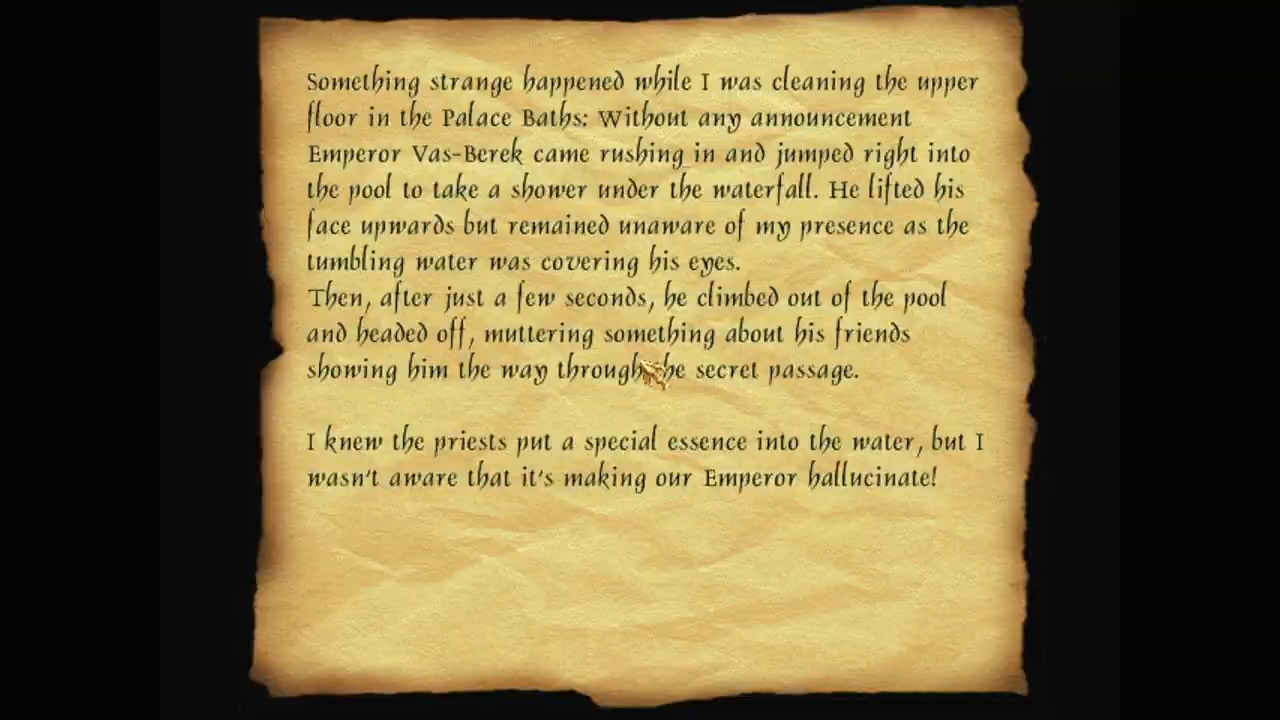 Something strange happened while I was cleaning the upper
floor in the Palace Baths: Without any announcement
Emperor Vas-Berek came rushing in and jumped right into
the pool to take a shower under the waterfall. He lifted his
face upwards but remained unaware of my presence as the
tumbling water was covering his eyes.
Then, after just a few seconds, he climbed out of the pool
and headed off, muttering something about his friends
showing him the way through the secret passage.
I knew the priests put a special essence into the water, but I
wasn't aware that it's making our Emperor hallucinate!